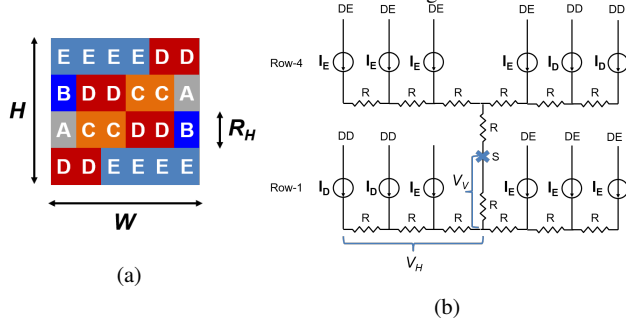 (a)
H
E E E E D D
B D D C C A
A C C D D B
D D E E E E
R_H
W
(b)
DE DE DE DE DD DD
Row-4 I_E I_E I_E I_E I_D I_D
R R R R R R
R
S
V_V
DD DD DE DE DE DE
Row-1 I_D I_D I_E I_E I_E I_E
R
R R R R R R
V_H